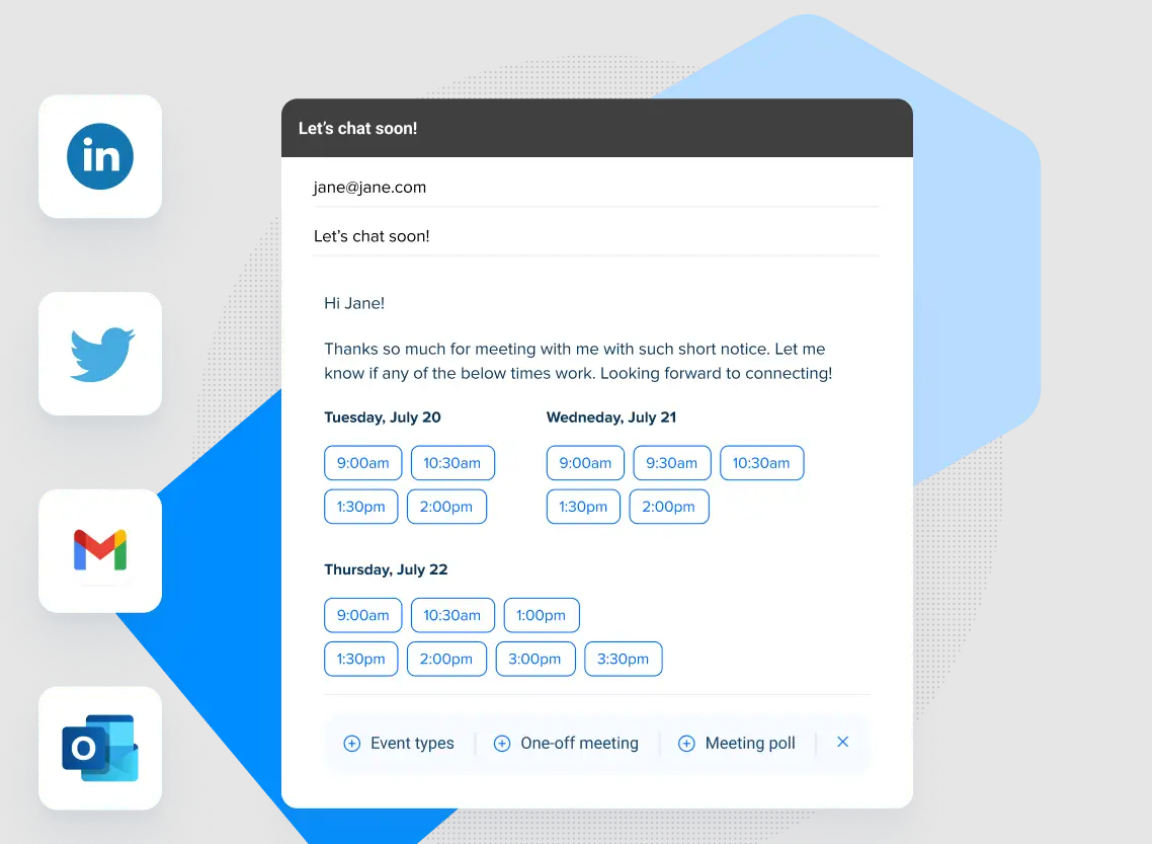 in
Let's chat soon!
jane@jane.com
Let's chat soon!
Hi Jane!
Thanks so much for meeting with me with such short notice. Let me
know if any of the below times work. Looking forward to connecting!
Tuesday, July 20
9:00am 10:30am
1:30pm 2:00pm
Wedneday, July 21
9:00am 9:30am 10:30am
1:30pm 2:00pm
Thursday, July 22
9:00am 10:30am 1:00pm
1:30pm 2:00pm 3:00pm 3:30pm
Event types One-off meeting Meeting poll
O